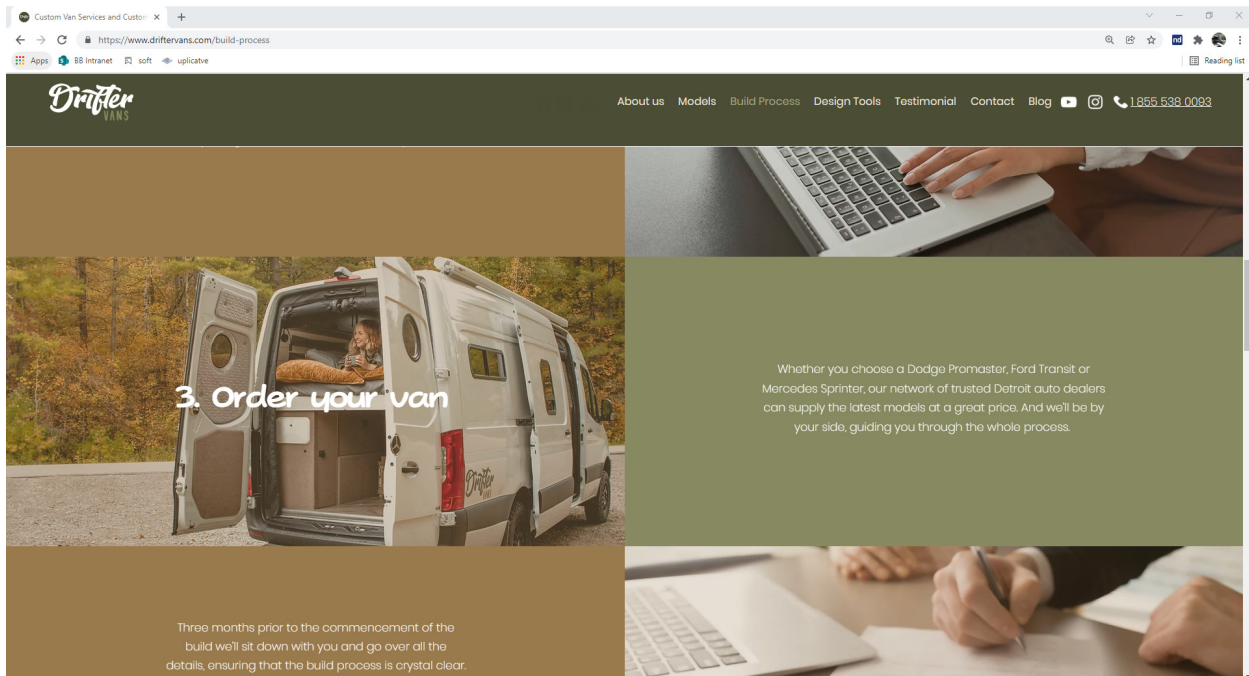 Custom Van Services and Custom
https://www.driftervans.com/build-process
Apps
BB Intranet
soft
uplicatve
nd
Reading list
Drifter
VANS
About us
Models
Build Process
Design Tools
Testimonial
Contact
Blog
1 855 538 0093
3. Order your van
Drifter
VANS
Whether you choose a Dodge Promaster, Ford Transit or
Mercedes Sprinter, our network of trusted Detroit auto dealers
can supply the latest models at a great price. And we'll be by
your side, guiding you through the whole process.
Three months prior to the commencement of the
build we'll sit down with you and go over all the
details, ensuring that the build process is crystal clear.